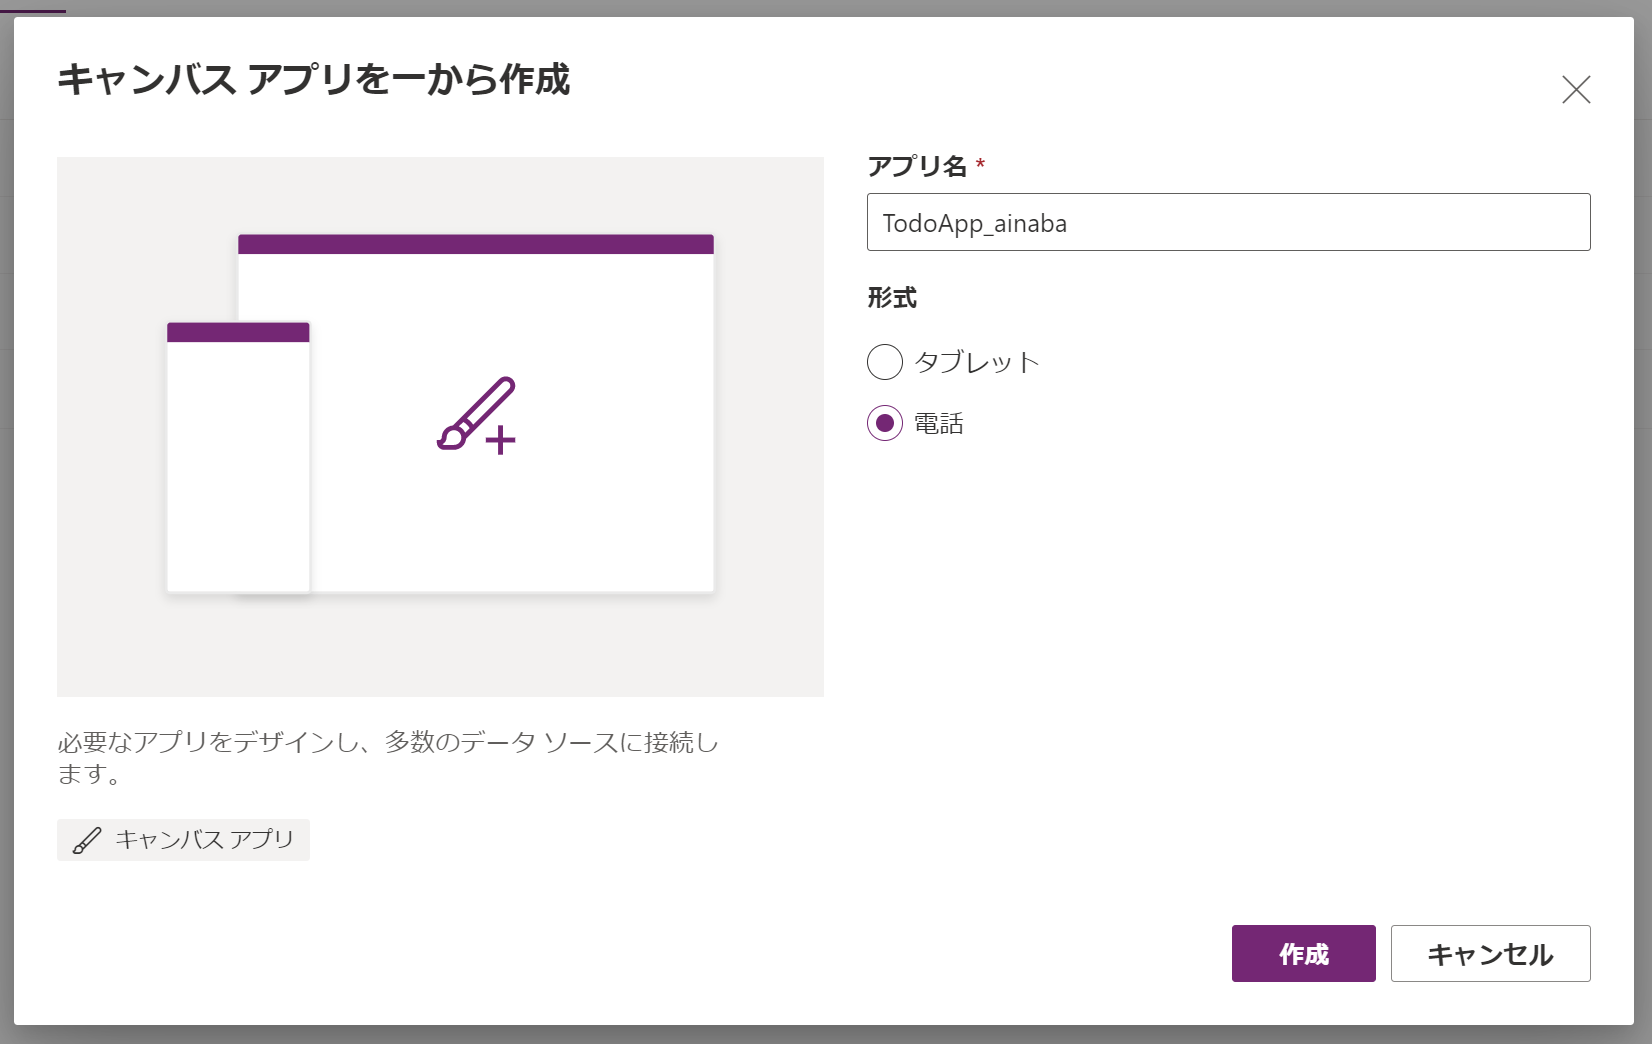 キャンバス アプリを一から作成
アプリ名 *
TodoApp_ainaba
形式
タブレット
電話
必要なアプリをデザインし、多数のデータ ソースに接続し
ます。
キャンバス アプリ
作成
キャンセル